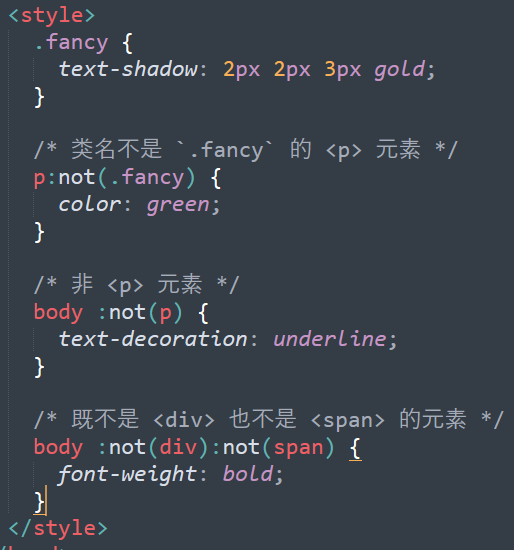 <style>
.fancy {
text-shadow: 2px 2px 3px gold;
}
/* 类名不是 `.fancy` 的 <p> 元素 */
p:not(.fancy) {
color: green;
}
/* 非 <p> 元素 */
body :not(p) {
text-decoration: underline;
}
/* 既不是 <div> 也不是 <span> 的元素 */
body :not(div):not(span) {
font-weight: bold;
}
</style>